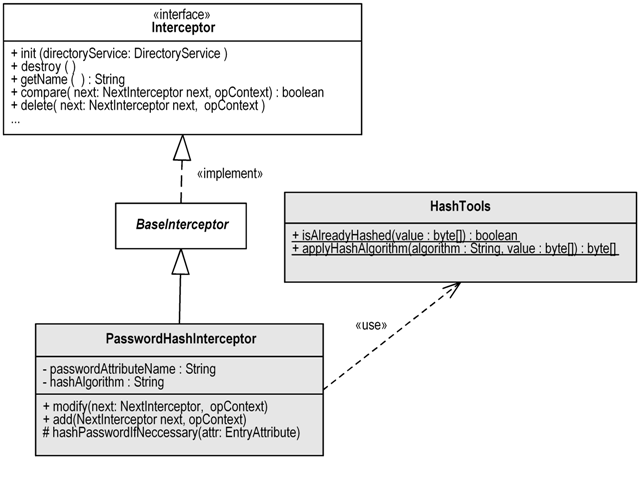 «interface»
Interceptor
+ init (directoryService: DirectoryService )
+ destroy ( )
+ getName (  ) : String
+ compare( next: NextInterceptor next, opContext) : boolean
+ delete( next: NextInterceptor next,  opContext )
...
«implement»
BaseInterceptor
HashTools
+ isAlreadyHashed(value : byte[]) : boolean
+ applyHashAlgorithm(algorithm : String, value : byte[]) : byte[]
«use»
PasswordHashInterceptor
- passwordAttributeName : String
- hashAlgorithm : String
+ modify(next: NextInterceptor,  opContext)
+ add(NextInterceptor next, opContext)
# hashPasswordIfNeccessary(attr: EntryAttribute)